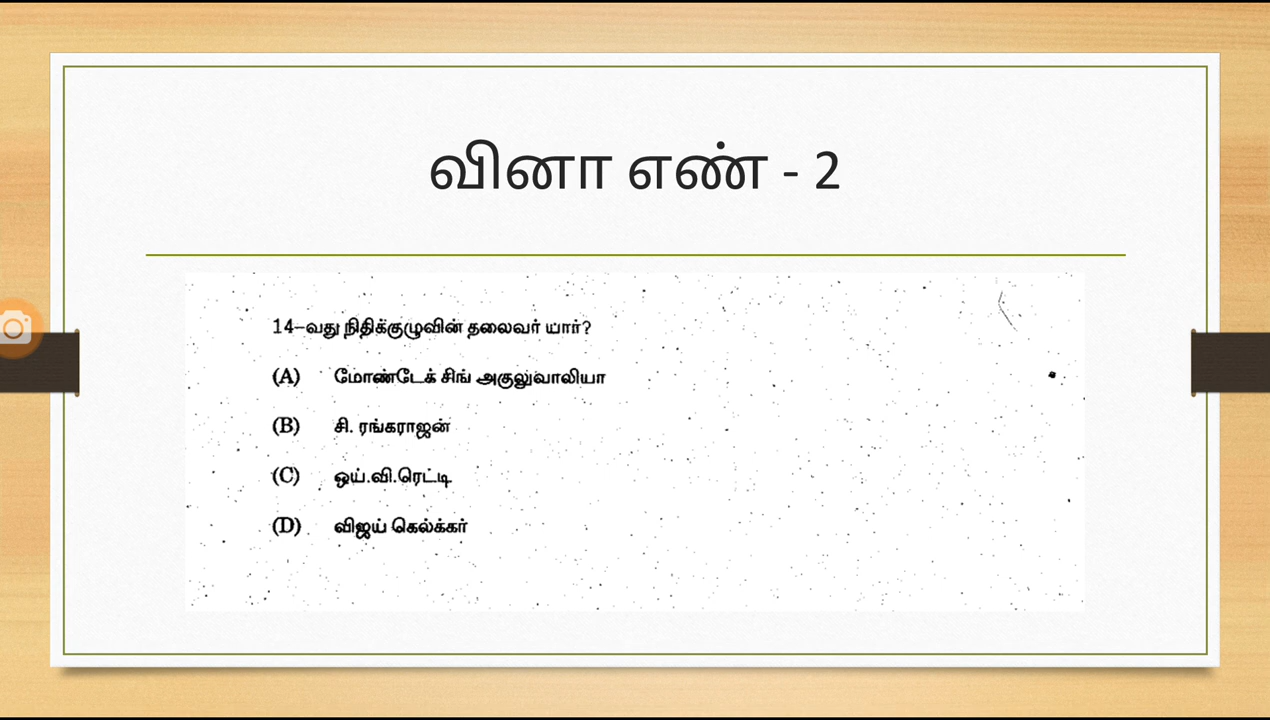 வினா எண் - 2
14–வது நிதிக்குழுவின் தலைவர் யார்?
(A) மோண்டேக் சிங் அகுலுவாலியா
(B) சி. ரங்கராஜன்
(C) ஒய்.வி.ரெட்டி
(D) விஜய் கெல்க்கர்